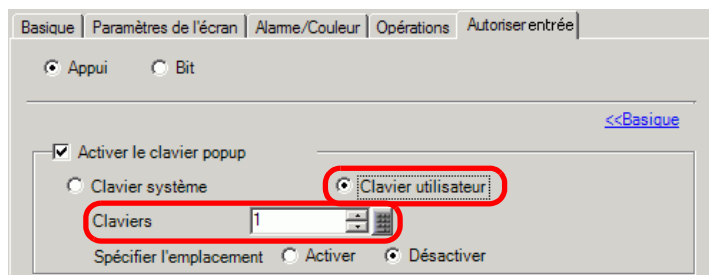 Basique Paramètres de l'écran Alarme/Couleur Opérations Autoriser entrée
Appui Bit
<<Basique
Activer le clavier popup
Clavier système Clavier utilisateur
Claviers 1
Spécifier l'emplacement Activer Désactiver